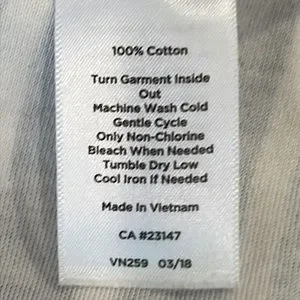 100% Cotton
Turn Garment Inside
Out
Machine Wash Cold
Gentle Cycle
Only Non-Chlorine
Bleach When Needed
Tumble Dry Low
Cool Iron If Needed
Made In Vietnam
CA #23147
VN259 03/18